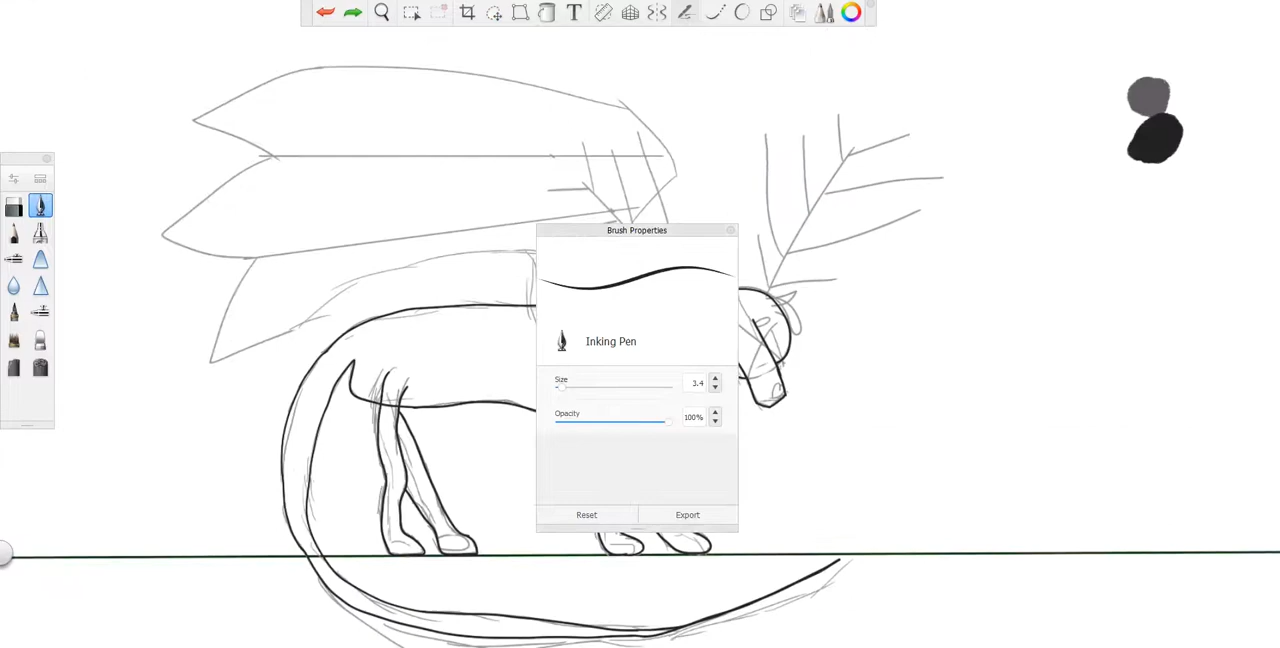 T
Brush Properties
Inking Pen
Size
3.4
Opacity
100%
Reset
Export